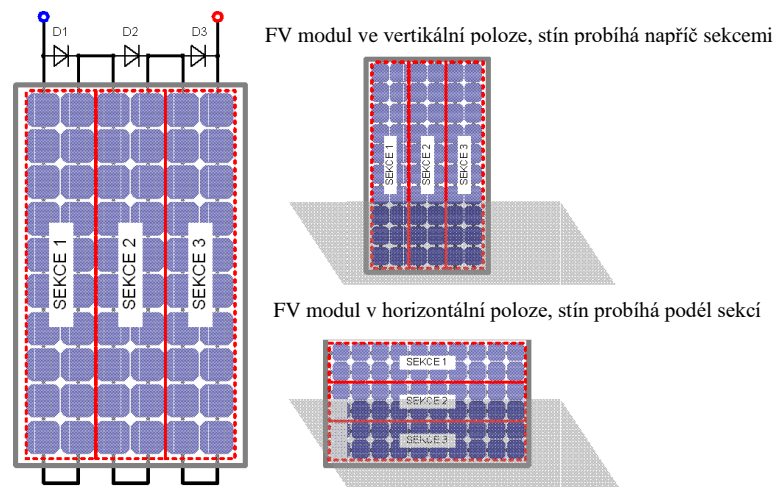 D1
D2
D3
SEKCE 1
SEKCE 2
SEKCE 3
FV modul ve vertikální poloze, stín probíhá napříč sekcemi
SEKCE 1
SEKCE 2
SEKCE 3
FV modul v horizontální poloze, stín probíhá podél sekcí
SEKCE 1
SEKCE 2
SEKCE 3